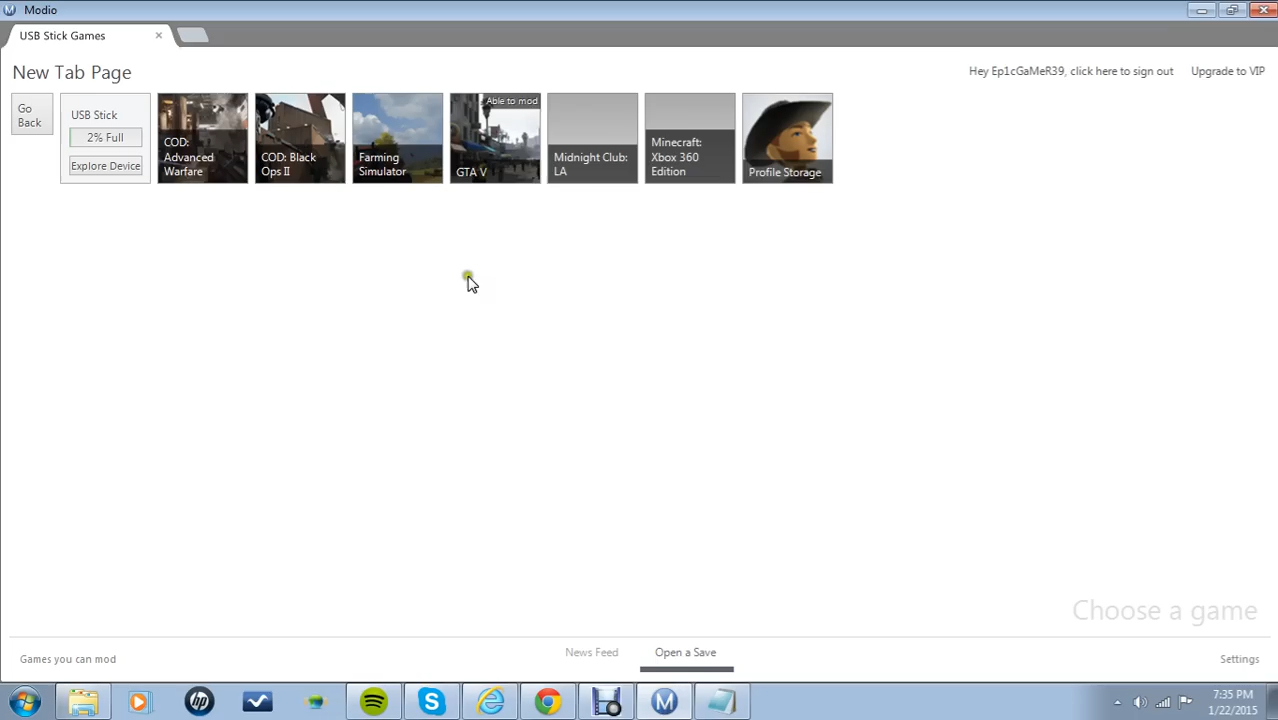 Modio
USB Stick Games
New Tab Page
Hey Ep1cGaMeR39, click here to sign out
Upgrade to VIP
Go
Back
USB Stick
2% Full
Explore Device
COD:
Advanced
Warfare
COD: Black
Ops II
Farming
Simulator
Able to mod
GTA V
Midnight Club:
LA
Minecraft:
Xbox 360
Edition
Profile Storage
Choose a game
Games you can mod
News Feed
Open a Save
Settings
7:35 PM
1/22/2015